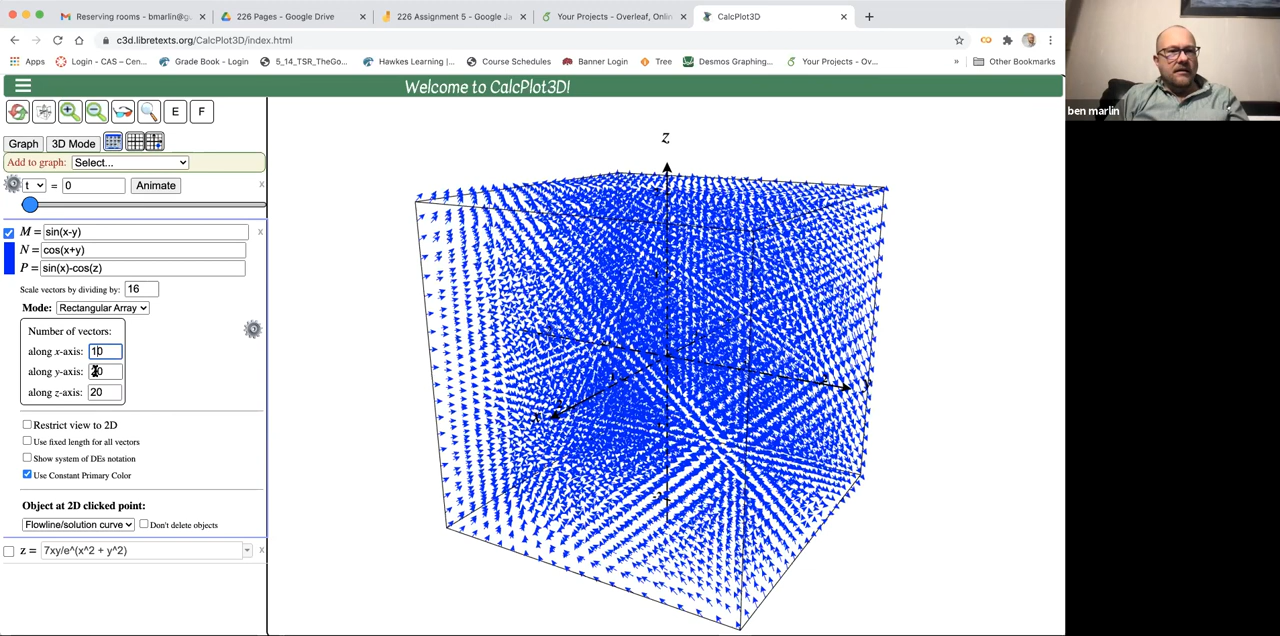 Reserving rooms - bmarlin@gu
226 Pages - Google Drive
226 Assignment 5 - Google Ja
Your Projects - Overleaf, Onlin
CalcPlot3D
c3d.libretexts.org/CalcPlot3D/index.html
Apps
Login - CAS – Cen...
Grade Book - Login
5_14_TSR_TheGo...
Hawkes Learning |...
Course Schedules
Banner Login
Tree
Desmos Graphing...
Your Projects - Ov...
»
Other Bookmarks
Welcome to CalcPlot3D!
ben marlin
E
F
Graph
3D Mode
Add to graph: Select...
t = 0
Animate
x
M = sin(x-y)
x
N = cos(x+y)
P = sin(x)-cos(z)
Scale vectors by dividing by: 16
Mode: Rectangular Array
Number of vectors:
along x-axis: 10
along y-axis: 20
along z-axis: 20
Restrict view to 2D
Use fixed length for all vectors
Show system of DEs notation
Use Constant Primary Color
Object at 2D clicked point:
Flowline/solution curve
Don't delete objects
z = 7xy/e^(x^2 + y^2)
x
z
y
x